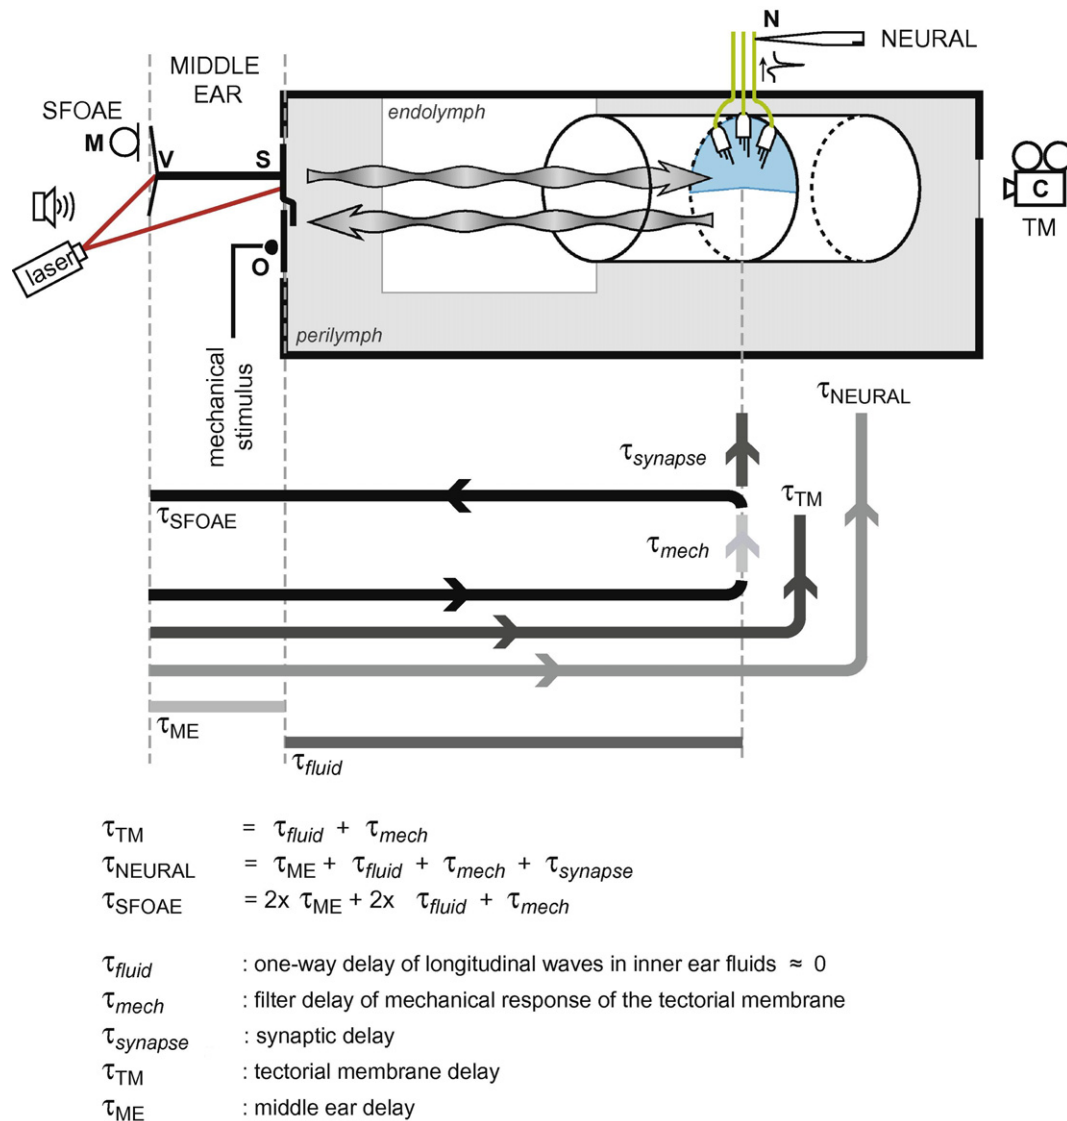 N
NEURAL
MIDDLE
EAR
SFOAE
M
V
S
endolymph
C
TM
laser
O
perilymph
mechanical
stimulus
τNEURAL
τsynapse
τTM
τSFOAE
τmech
τME
τfluid
τTM = τfluid + τmech
τNEURAL = τME + τfluid + τmech + τsynapse
τSFOAE = 2x τME + 2x τfluid + τmech
τfluid : one-way delay of longitudinal waves in inner ear fluids ≈ 0
τmech : filter delay of mechanical response of the tectorial membrane
τsynapse : synaptic delay
τTM : tectorial membrane delay
τME : middle ear delay